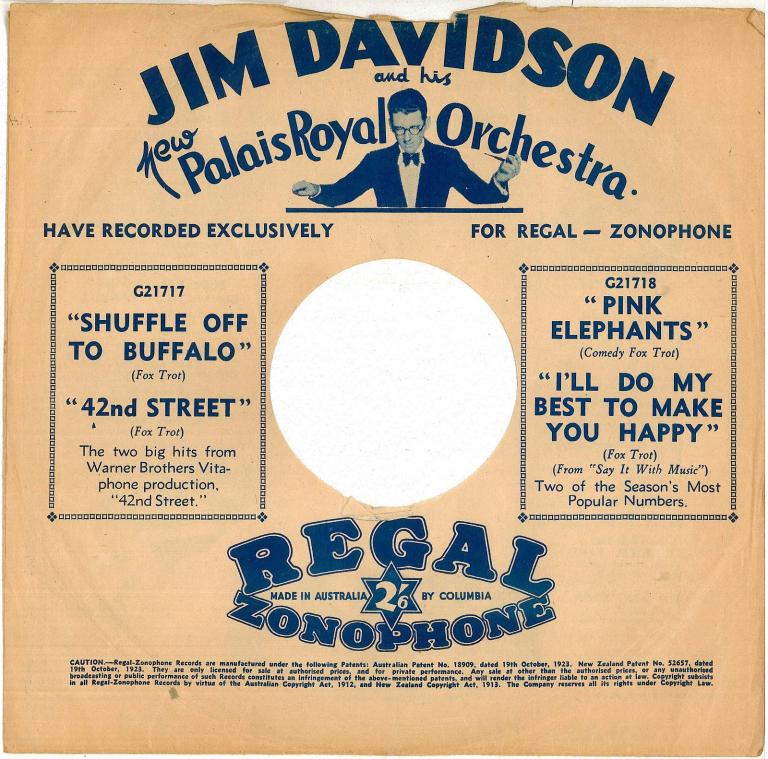 JIM DAVIDSON
and his
new Palais Royal Orchestra.
HAVE RECORDED EXCLUSIVELY FOR REGAL — ZONOPHONE
G21717
"SHUFFLE OFF
TO BUFFALO"
(Fox Trot)
"42nd STREET"
(Fox Trot)
The two big hits from
Warner Brothers Vita-
phone production,
"42nd Street."
G21718
"PINK
ELEPHANTS"
(Comedy Fox Trot)
"I'LL DO MY
BEST TO MAKE
YOU HAPPY"
(Fox Trot)
(From "Say It With Music")
Two of the Season's Most
Popular Numbers.
REGAL
MADE IN AUSTRALIA 2/6 BY COLUMBIA
ZONOPHONE
CAUTION.—Regal-Zonophone Records are manufactured under the following Patents: Australian Patent No. 18909, dated 19th October, 1923. New Zealand Patent No. 52657, dated
19th October, 1923. They are only licensed for sale at authorised prices, and for private performance. Any sale at other than the authorised prices, or any unauthorised
broadcasting or public performance of such Records constitutes an infringement of the above-mentioned patents, and will render the infringer liable to an action at law. Copyright subsists
in all Regal-Zonophone Records by virtue of the Australian Copyright Act, 1912, and New Zealand Copyright Act, 1913. The Company reserves all its rights under Copyright Law.